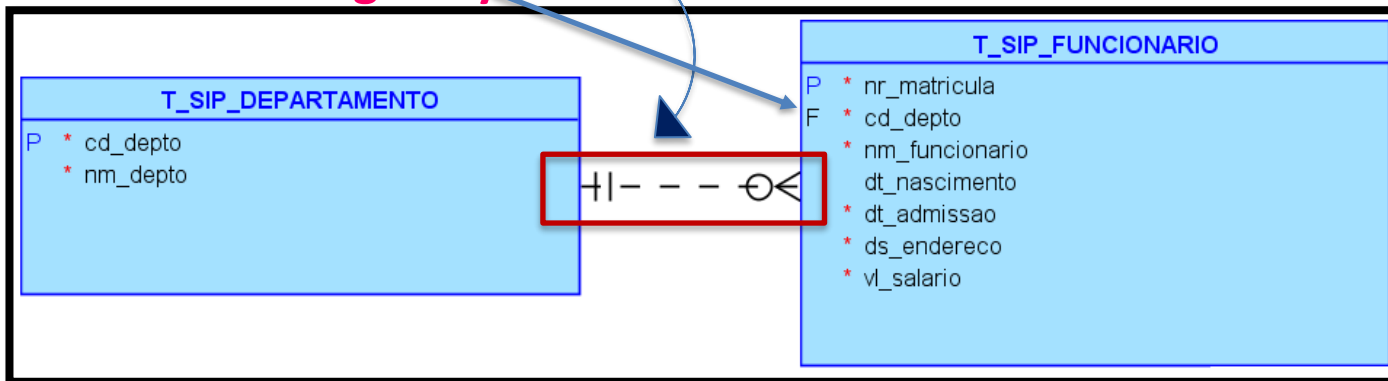 T_SIP_DEPARTAMENTO
P * cd_depto
* nm_depto
T_SIP_FUNCIONARIO
P * nr_matricula
F * cd_depto
* nm_funcionario
dt_nascimento
* dt_admissao
* ds_endereco
* vl_salario